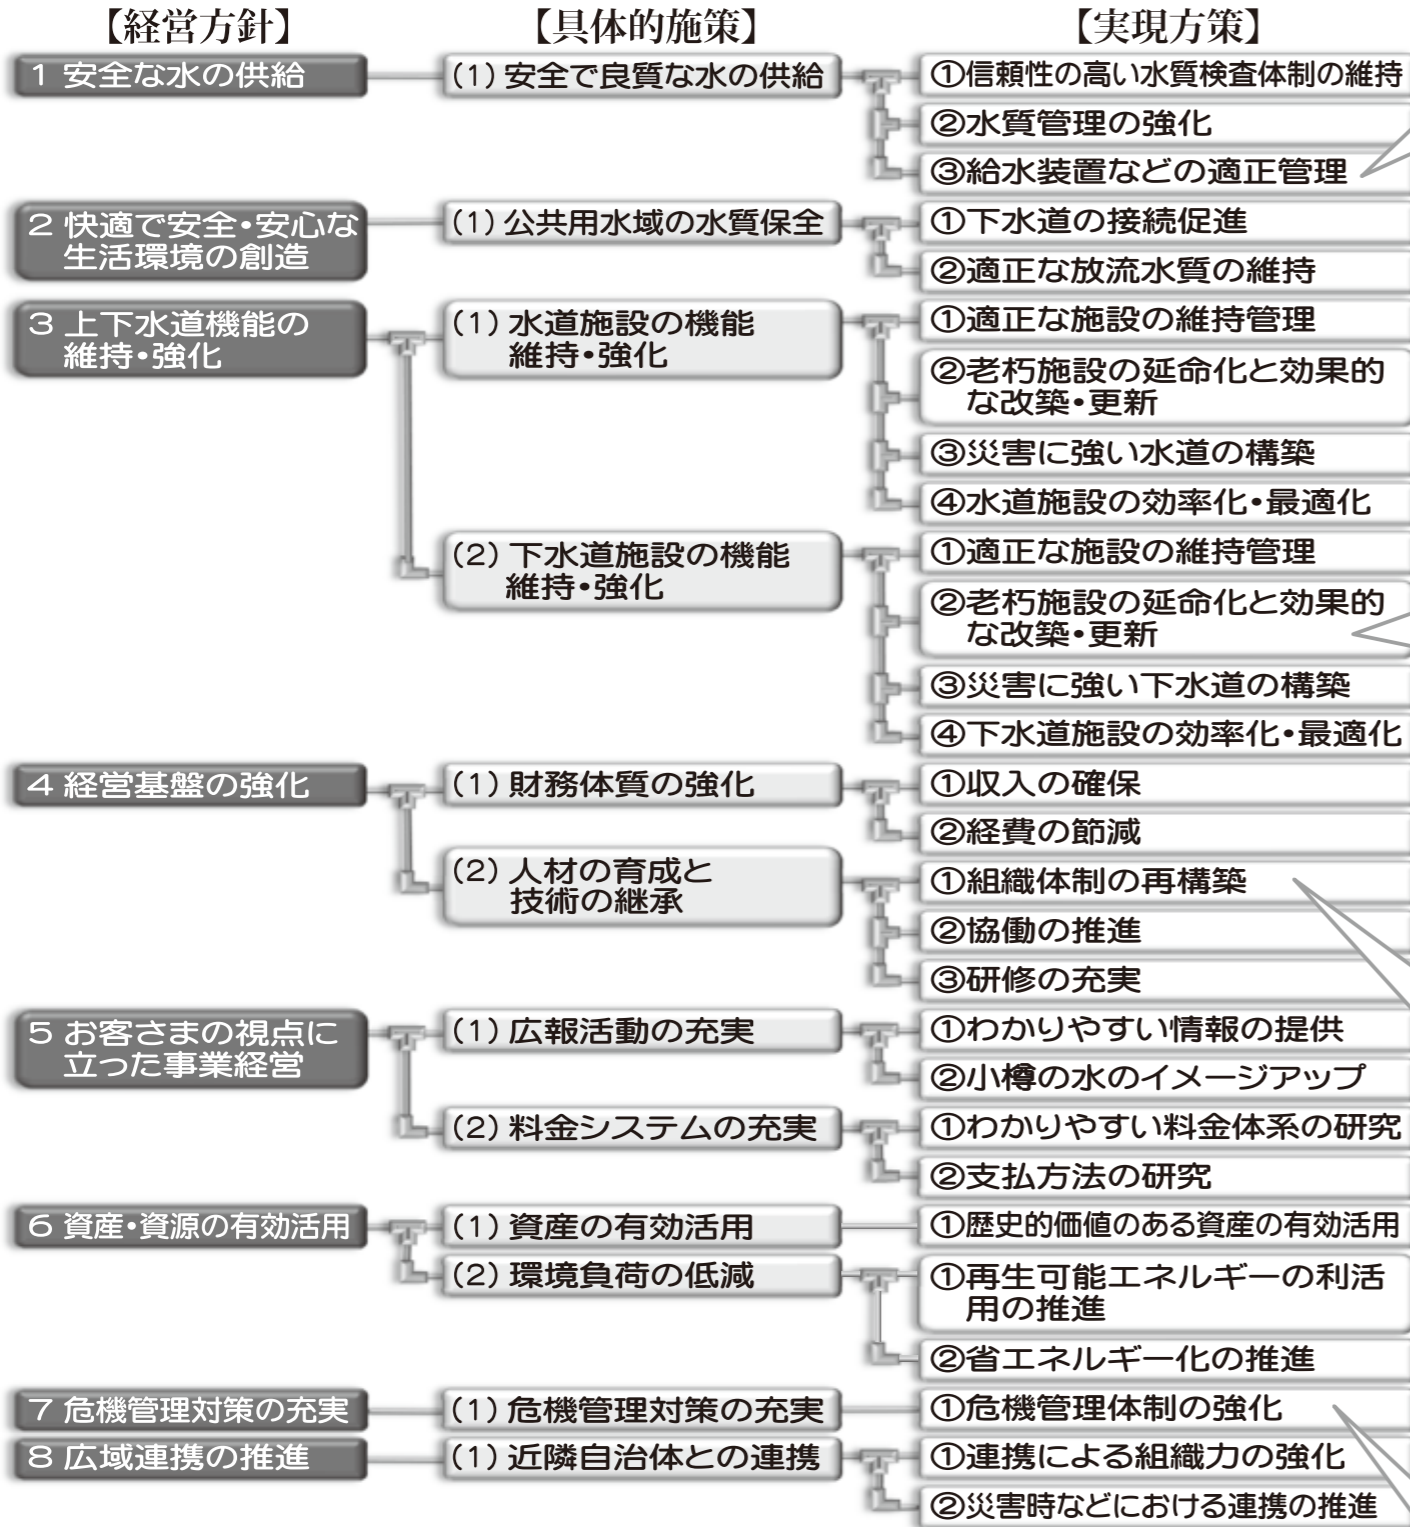 【経営方針】
【具体的施策】
【実現方策】
1 安全な水の供給
(1) 安全で良質な水の供給
①信頼性の高い水質検査体制の維持
②水質管理の強化
③給水装置などの適正管理
2 快適で安全・安心な
生活環境の創造
(1) 公共用水域の水質保全
①下水道の接続促進
②適正な放流水質の維持
3 上下水道機能の
維持・強化
(1) 水道施設の機能
維持・強化
①適正な施設の維持管理
②老朽施設の延命化と効果的
な改築・更新
③災害に強い水道の構築
④水道施設の効率化・最適化
(2) 下水道施設の機能
維持・強化
①適正な施設の維持管理
②老朽施設の延命化と効果的
な改築・更新
③災害に強い下水道の構築
④下水道施設の効率化・最適化
4 経営基盤の強化
(1) 財務体質の強化
①収入の確保
②経費の節減
(2) 人材の育成と
技術の継承
①組織体制の再構築
②協働の推進
③研修の充実
5 お客さまの視点に
立った事業経営
(1) 広報活動の充実
①わかりやすい情報の提供
②小樽の水のイメージアップ
(2) 料金システムの充実
①わかりやすい料金体系の研究
②支払方法の研究
6 資産・資源の有効活用
(1) 資産の有効活用
①歴史的価値のある資産の有効活用
(2) 環境負荷の低減
①再生可能エネルギーの利活
用の推進
②省エネルギー化の推進
7 危機管理対策の充実
(1) 危機管理対策の充実
①危機管理体制の強化
8 広域連携の推進
(1) 近隣自治体との連携
①連携による組織力の強化
②災害時などにおける連携の推進